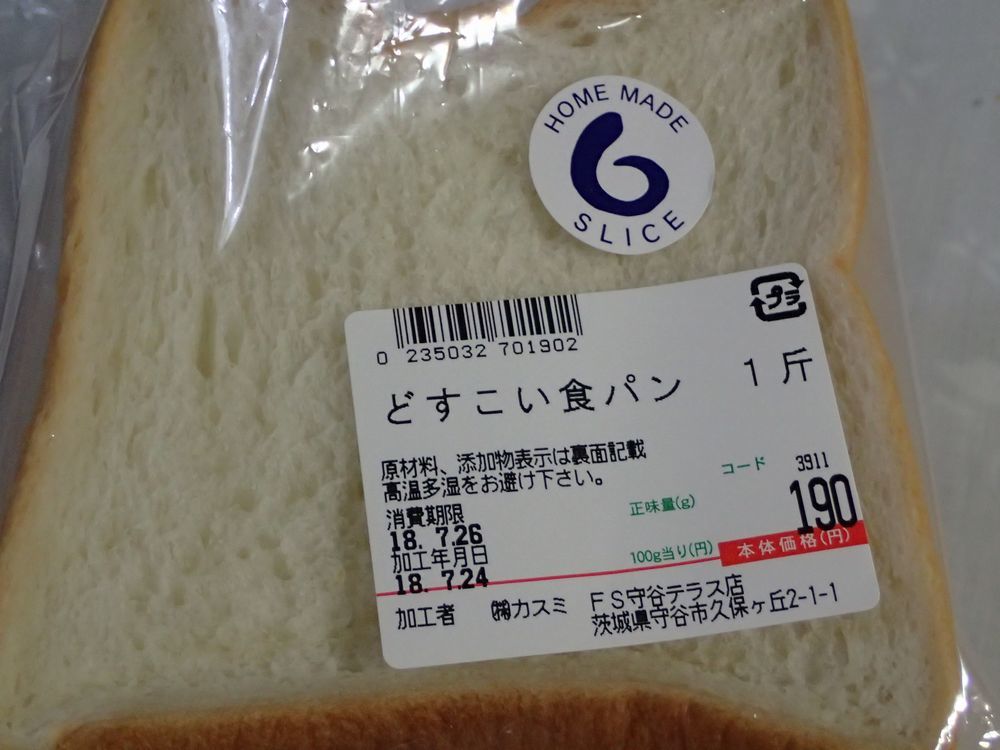 HOME MADE
6
SLICE
プラ
0 235032 701902
どすこい食パン 1斤
原材料、添加物表示は裏面記載
高温多湿をお避け下さい。
コード 3911
消費期限
18. 7.26
正味量(g)
190
加工年月日
18. 7.24
100g当り(円)
本体価格(円)
加工者 ㈱カスミ FS守谷テラス店
茨城県守谷市久保ヶ丘2-1-1